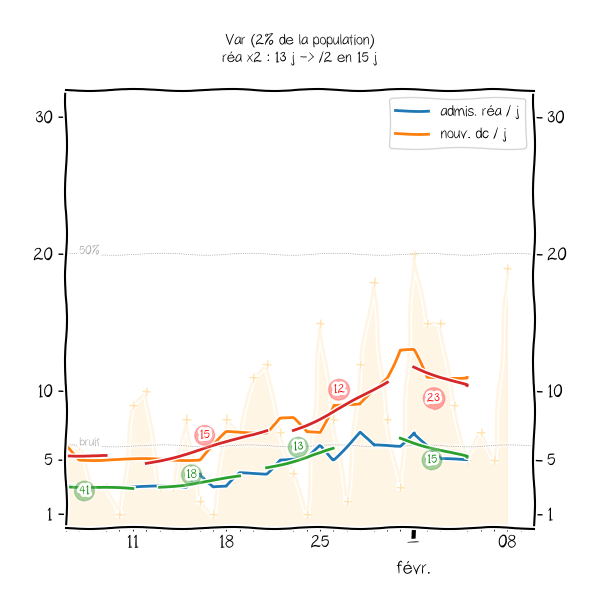 Var (2% de la population)
réa x2 : 13 j -> /2 en 15 j
admis. réa / j
nouv. dc / j
30 30
50%
20 20
12
10 10
23
15
13
bruit
5 5
18
15
41
1 1
11 18 25 1 08
févr.